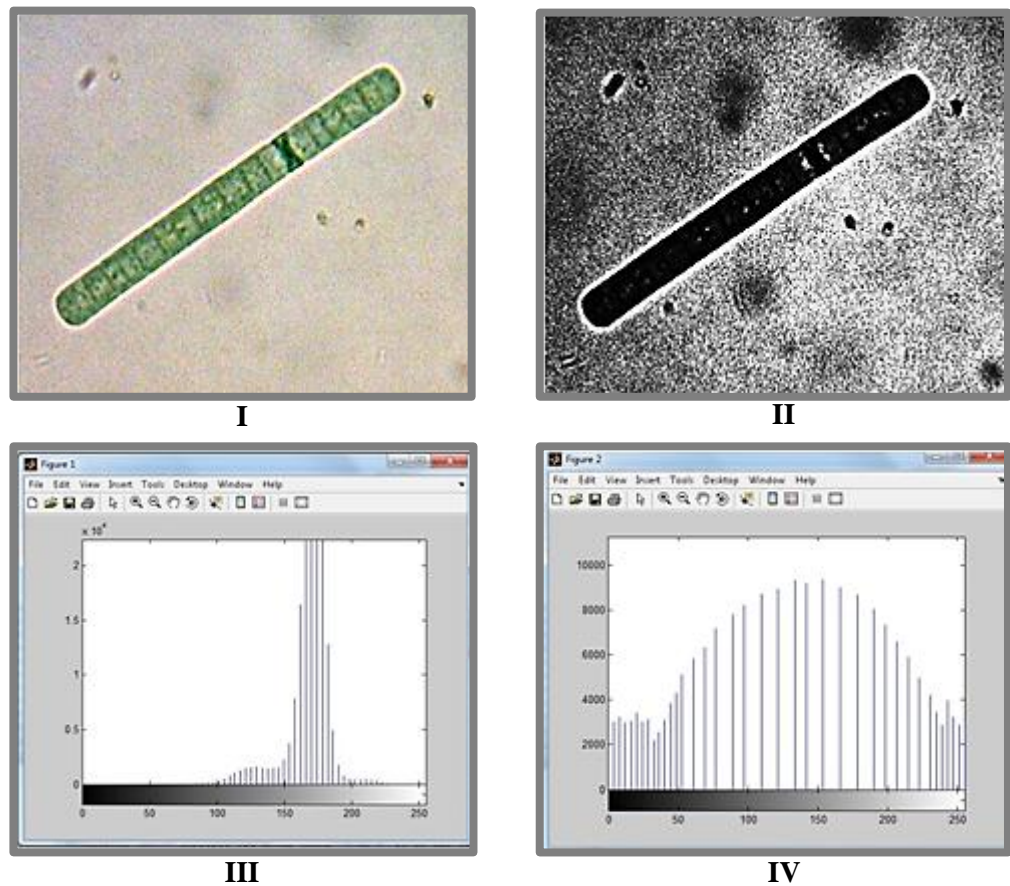 I
II
Figure 1
File Edit View Insert Tools Desktop Window Help
x 10⁴
2
1.5
1
0.5
0
0 50 100 150 200 250
III
Figure 2
File Edit View Insert Tools Desktop Window Help
10000
8000
6000
4000
2000
0
0 50 100 150 200 250
IV